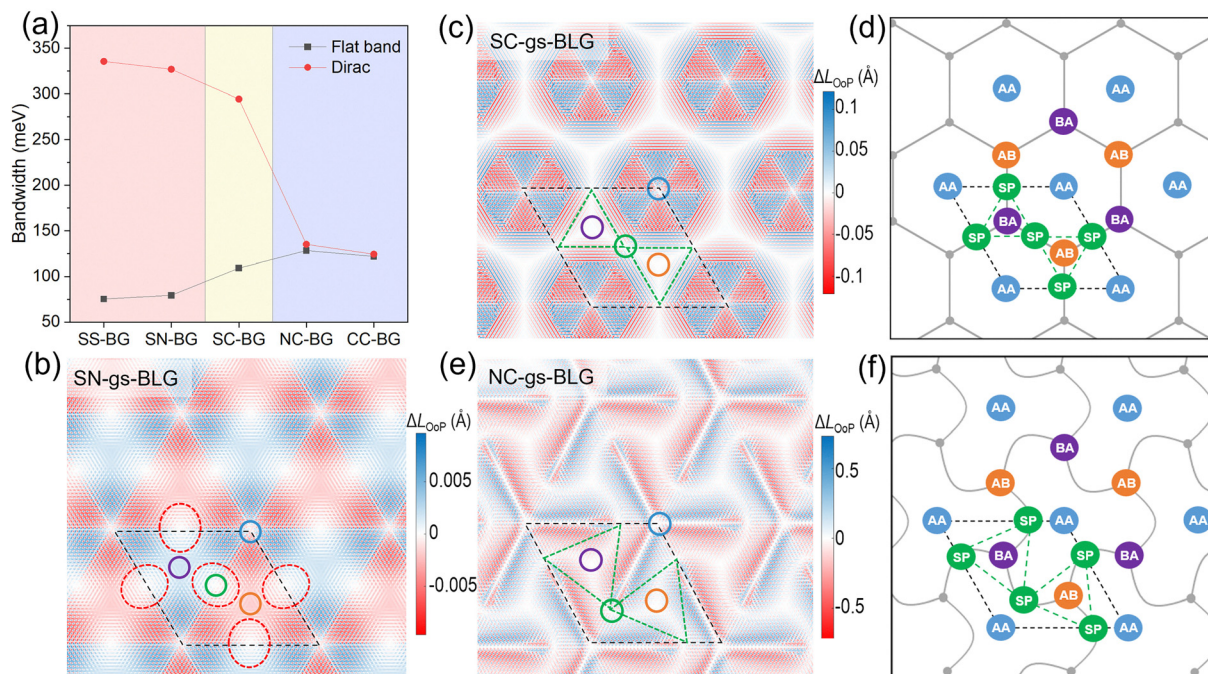 (a)
Bandwidth (meV)
350
300
250
200
150
100
50
Flat band
Dirac
SS-BG SN-BG SC-BG NC-BG CC-BG
(b)
SN-gs-BLG
ΔL_OoP (Å)
0.005
0
-0.005
(c)
SC-gs-BLG
ΔL_OoP (Å)
0.1
0.05
0
-0.05
-0.1
(d)
AA AA
BA
AB AB
AA SP AA AA
BA BA
SP SP SP
AB
AA SP AA
(e)
NC-gs-BLG
ΔL_OoP (Å)
0.5
0
-0.5
(f)
AA AA
BA
AB AB
AA SP AA AA
SP BA SP BA
SP AB
AA SP AA